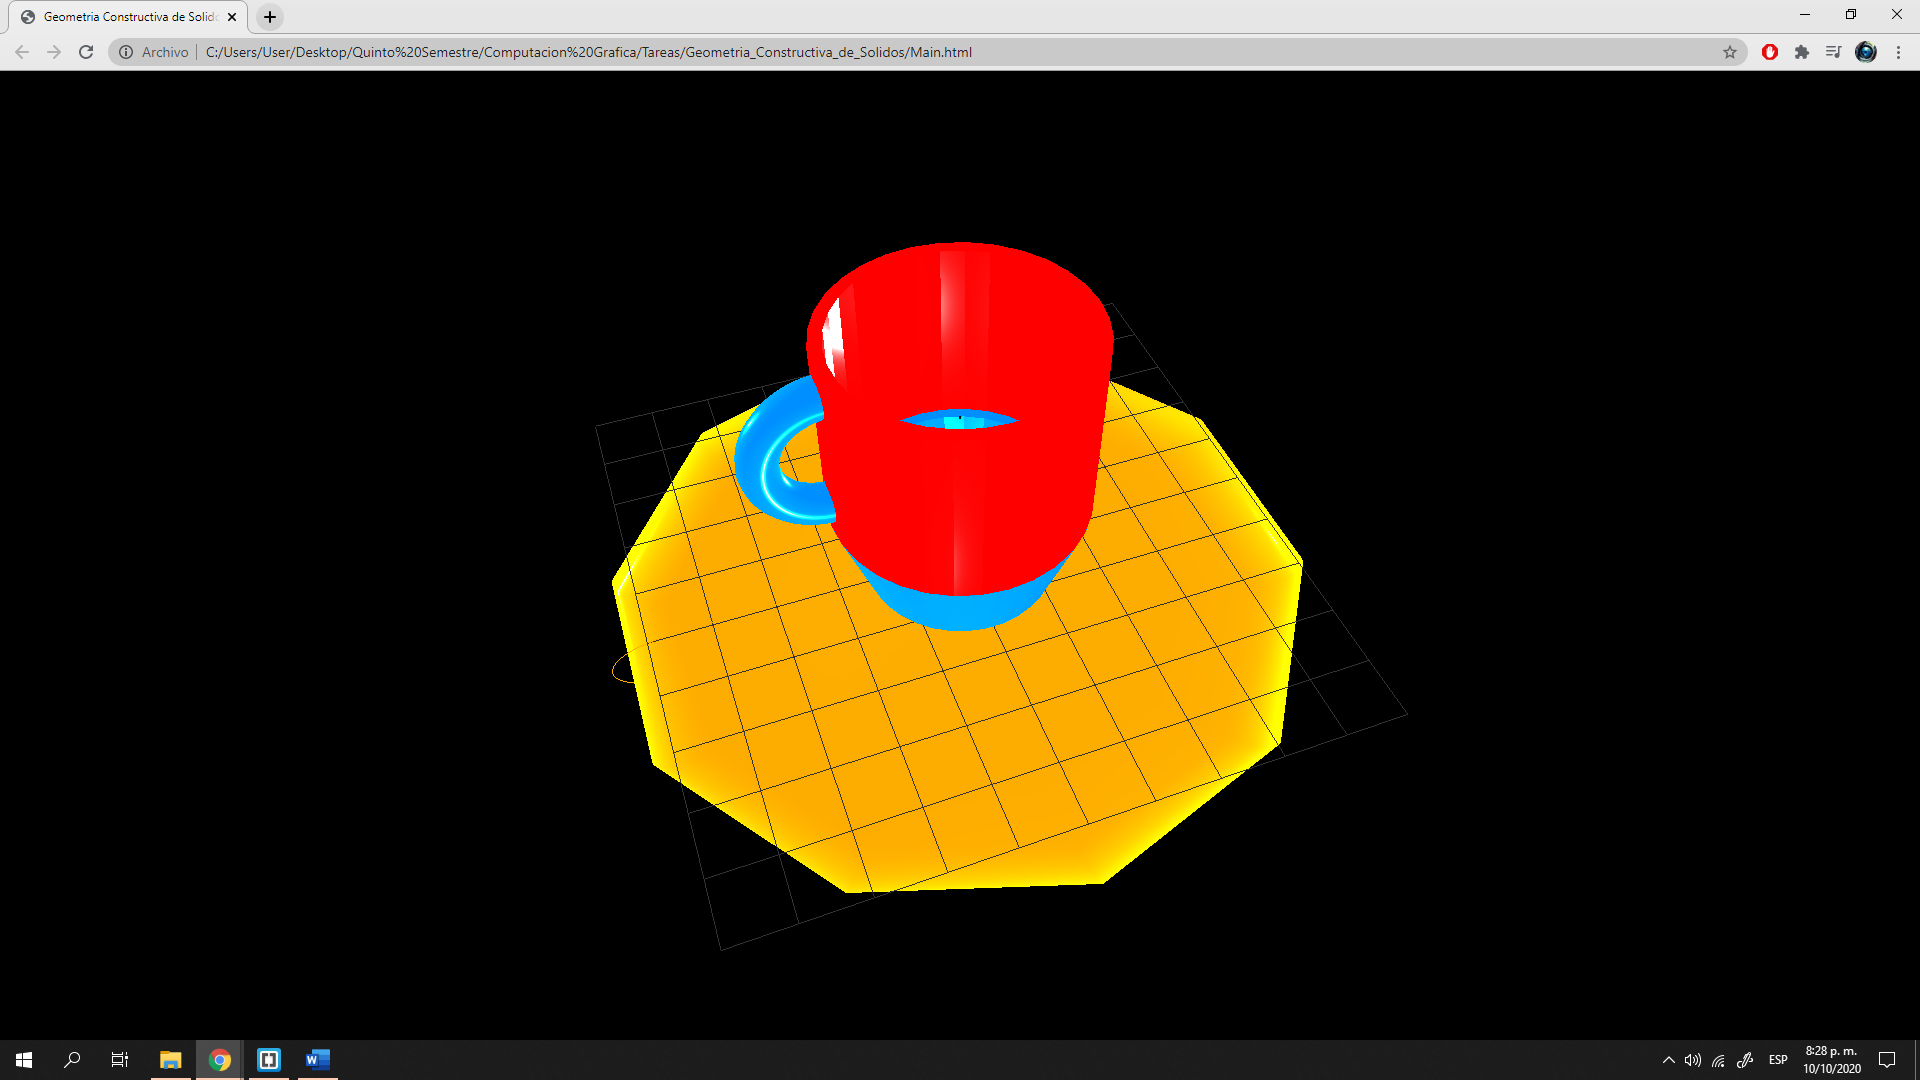 Geometria Constructiva de Solido
Archivo
C:/Users/User/Desktop/Quinto%20Semestre/Computacion%20Grafica/Tareas/Geometria_Constructiva_de_Solidos/Main.html
W
ESP
8:28 p. m.
10/10/2020